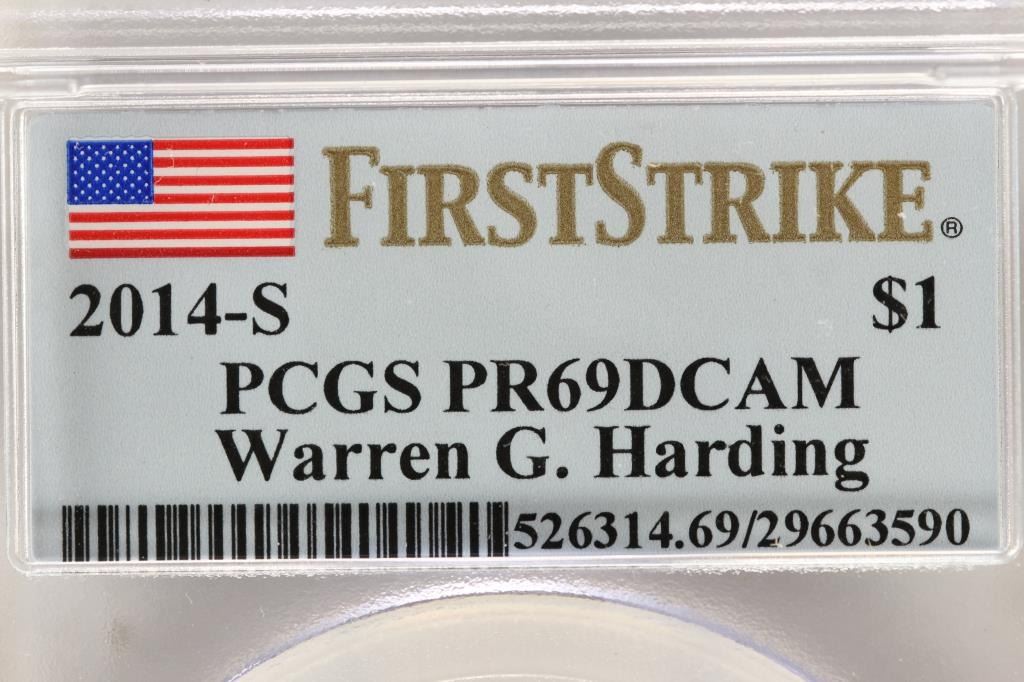 FIRSTSTRIKE®
2014-S $1
PCGS PR69DCAM
Warren G. Harding
526314.69/29663590